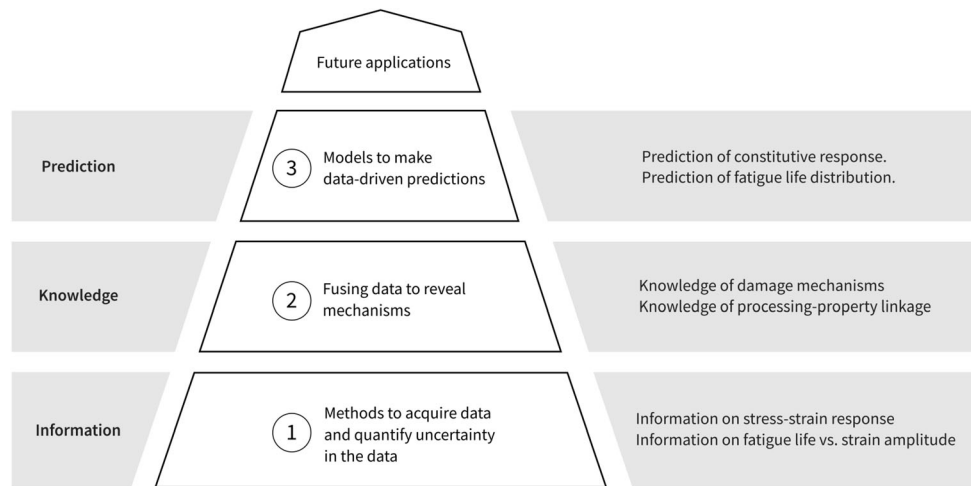 Future applications
Prediction
3
Models to make
data-driven predictions
Prediction of constitutive response.
Prediction of fatigue life distribution.
Knowledge
2
Fusing data to reveal
mechanisms
Knowledge of damage mechanisms
Knowledge of processing-property linkage
Information
1
Methods to acquire data
and quantify uncertainty
in the data
Information on stress-strain response
Information on fatigue life vs. strain amplitude